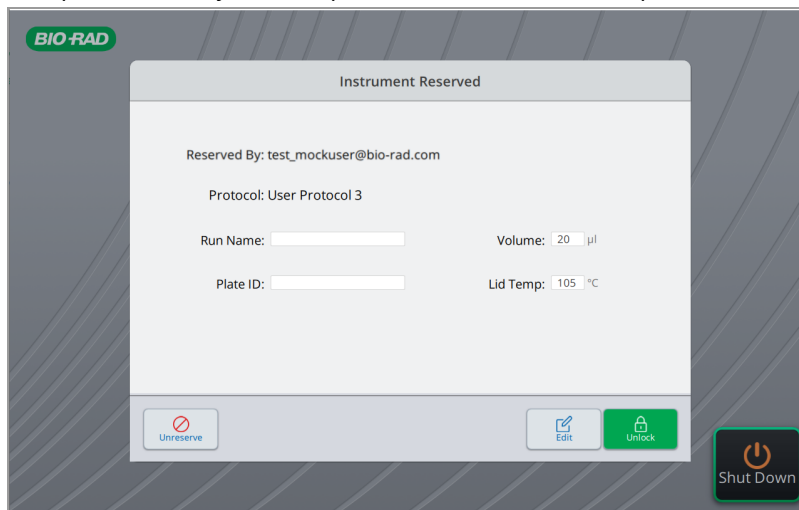 BIO-RAD
Instrument Reserved
Reserved By: test_mockuser@bio-rad.com
Protocol: User Protocol 3
Run Name:
Volume: 20 µl
Plate ID:
Lid Temp: 105 °C
Unreserve
Edit
Unlock
Shut Down